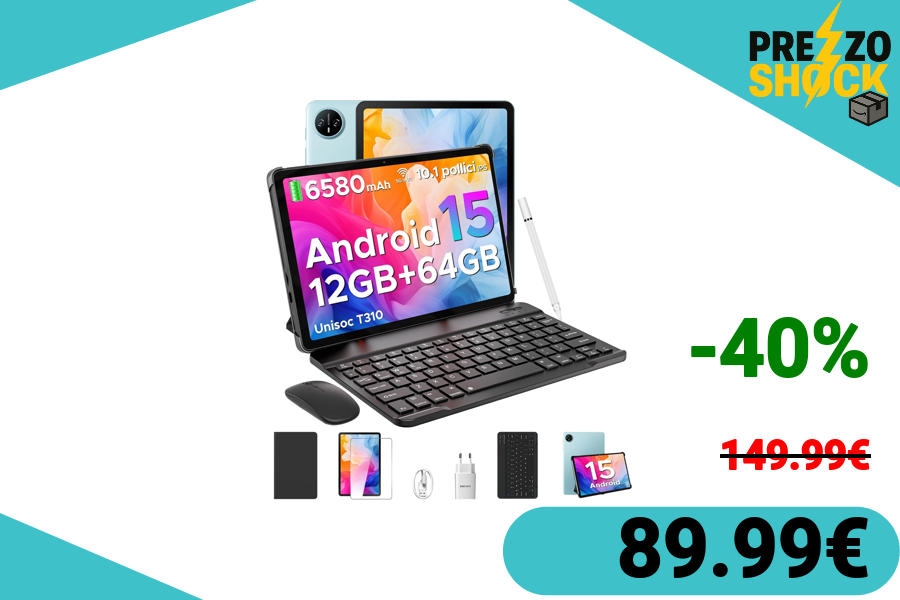 PREZZO
SHOCK
6580mAh
10.1 pollici IPS
Android 15
12GB+64GB
Unisoc T310
-40%
149.99€
89.99€
15
Android